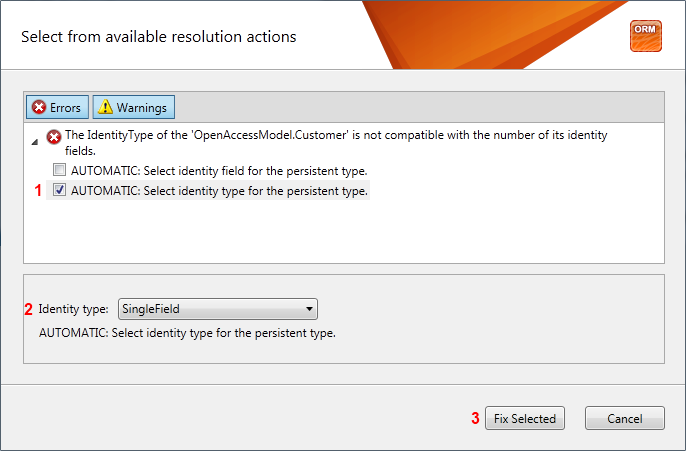 Select from available resolution actions
ORM
Errors
Warnings
The IdentityType of the 'OpenAccessModel.Customer' is not compatible with the number of its identity
fields.
AUTOMATIC: Select identity field for the persistent type.
1 AUTOMATIC: Select identity type for the persistent type.
2 Identity type: SingleField
AUTOMATIC: Select identity type for the persistent type.
3 Fix Selected Cancel